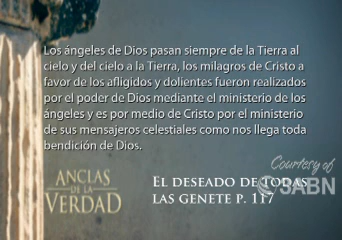 Los ángeles de Dios pasan siempre de la Tierra al
cielo y del cielo a la Tierra, los milagros de Cristo a
favor de los afligidos y dolientes fueron realizados
por el poder de Dios mediante el ministerio de los
ángeles y es por medio de Cristo por el ministerio
de sus mensajeros celestiales como nos llega toda
bendición de Dios.
Courtesy of
3ABN
ANCLAS
DE LA
VERDAD
EL DESEADO DE TODAS
LAS GENETE P. 117